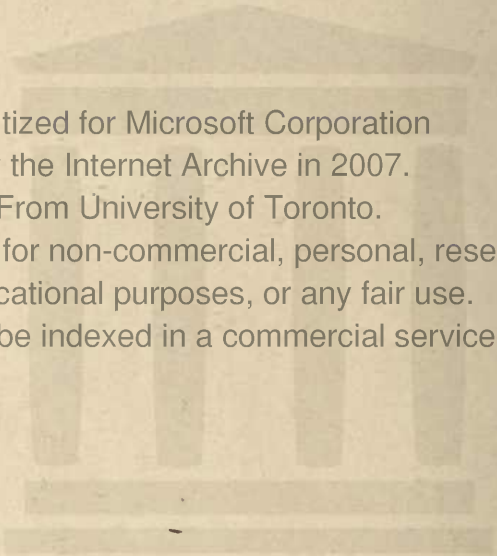 tized for Microsoft Corporation
the Internet Archive in 2007.
From University of Toronto.
for non-commercial, personal, rese
cational purposes, or any fair use.
be indexed in a commercial service